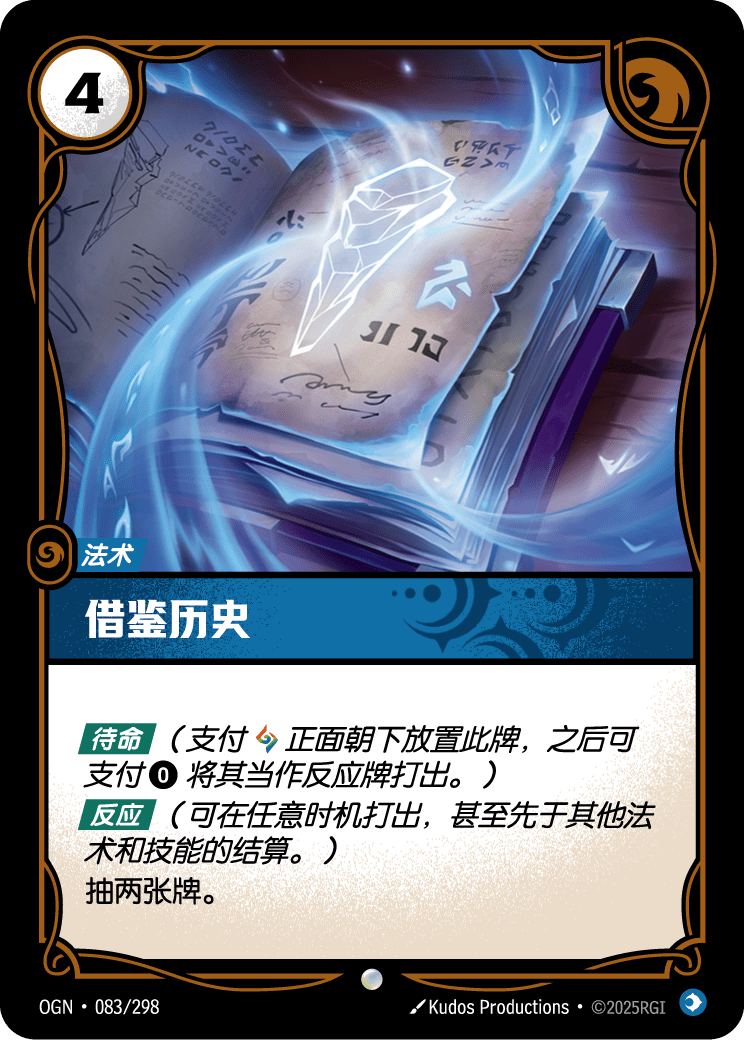 4
法术
借鉴历史
待命（支付 正面朝下放置此牌，之后可
支付 0 将其当作反应牌打出。）
反应（可在任意时机打出，甚至先于其他法
术和技能的结算。）
抽两张牌。
OGN • 083/298
Kudos Productions • ©2025RGI